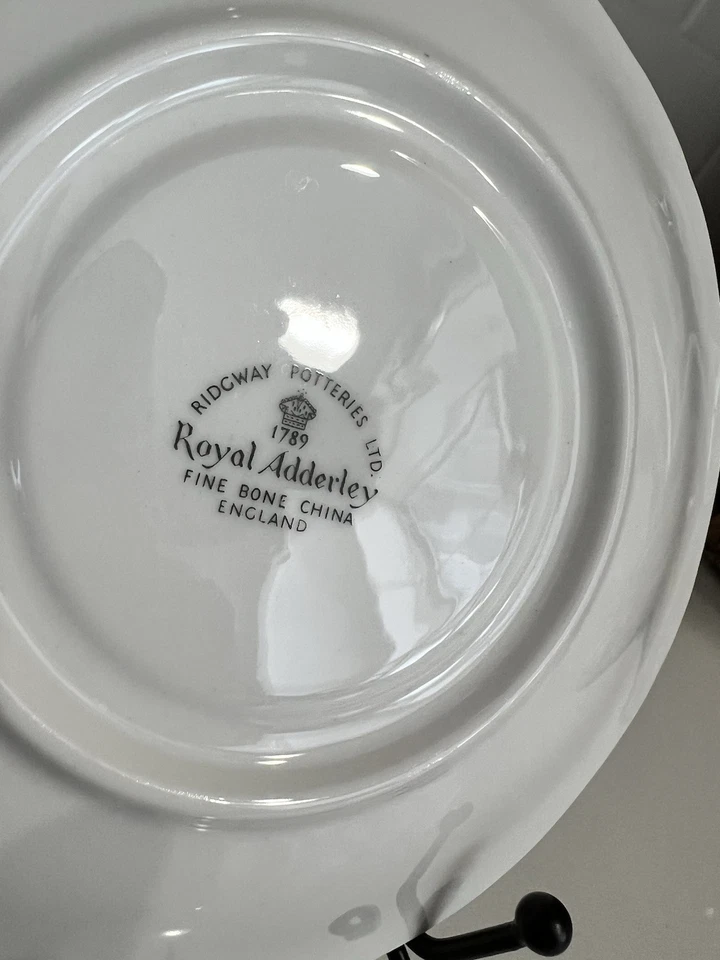 RIDGWAY POTTERIES LTD.
1789
Royal Adderley
FINE BONE CHINA
ENGLAND